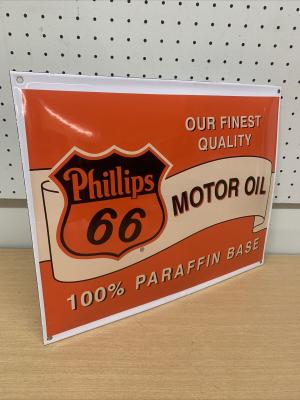 OUR FINEST
QUALITY
Phillips
66
MOTOR OIL
100% PARAFFIN BASE